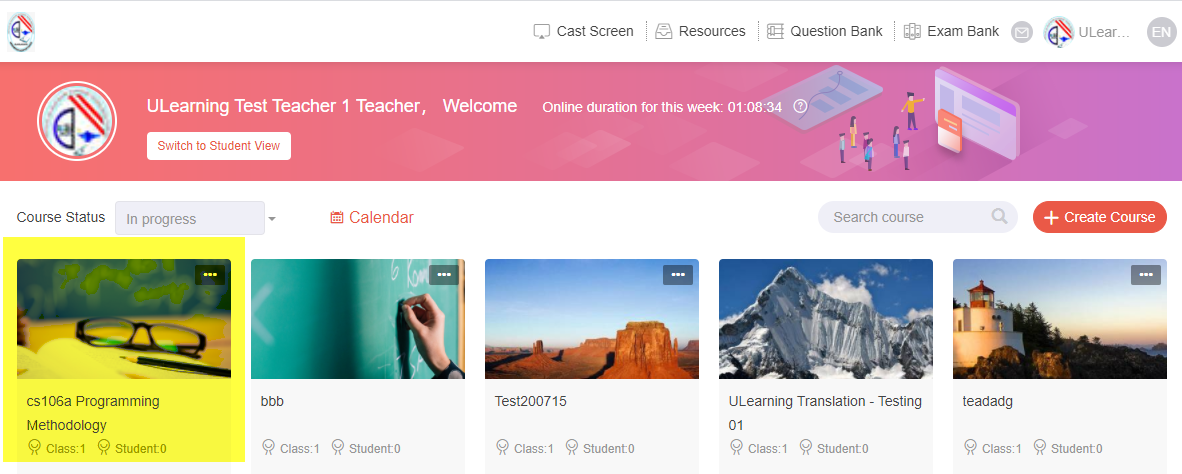 Cast Screen Resources Question Bank Exam Bank ULear... EN
ULearning Test Teacher 1 Teacher， Welcome Online duration for this week: 01:08:34
Switch to Student View
Course Status In progress Calendar Search course Create Course
cs106a Programming
Methodology
Class:1 Student:0
bbb
Class:1 Student:0
Test200715
Class:1 Student:0
ULearning Translation - Testing
01
Class:1 Student:0
teadadg
Class:1 Student:0